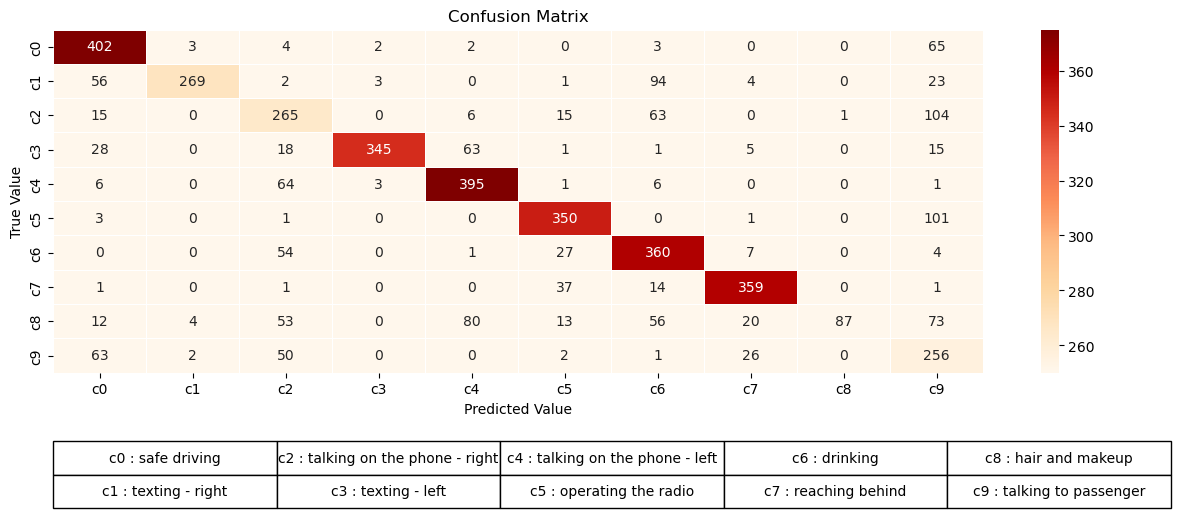 Confusion Matrix
c0 402 3 4 2 2 0 3 0 0 65
c1 56 269 2 3 0 1 94 4 0 23
c2 15 0 265 0 6 15 63 0 1 104
c3 28 0 18 345 63 1 1 5 0 15
c4 6 0 64 3 395 1 6 0 0 1
c5 3 0 1 0 0 350 0 1 0 101
c6 0 0 54 0 1 27 360 7 0 4
c7 1 0 1 0 0 37 14 359 0 1
c8 12 4 53 0 80 13 56 20 87 73
c9 63 2 50 0 0 2 1 26 0 256
True Value
c0 c1 c2 c3 c4 c5 c6 c7 c8 c9
Predicted Value
360
340
320
300
280
260
c0 : safe driving c2 : talking on the phone - right c4 : talking on the phone - left c6 : drinking c8 : hair and makeup
c1 : texting - right c3 : texting - left c5 : operating the radio c7 : reaching behind c9 : talking to passenger